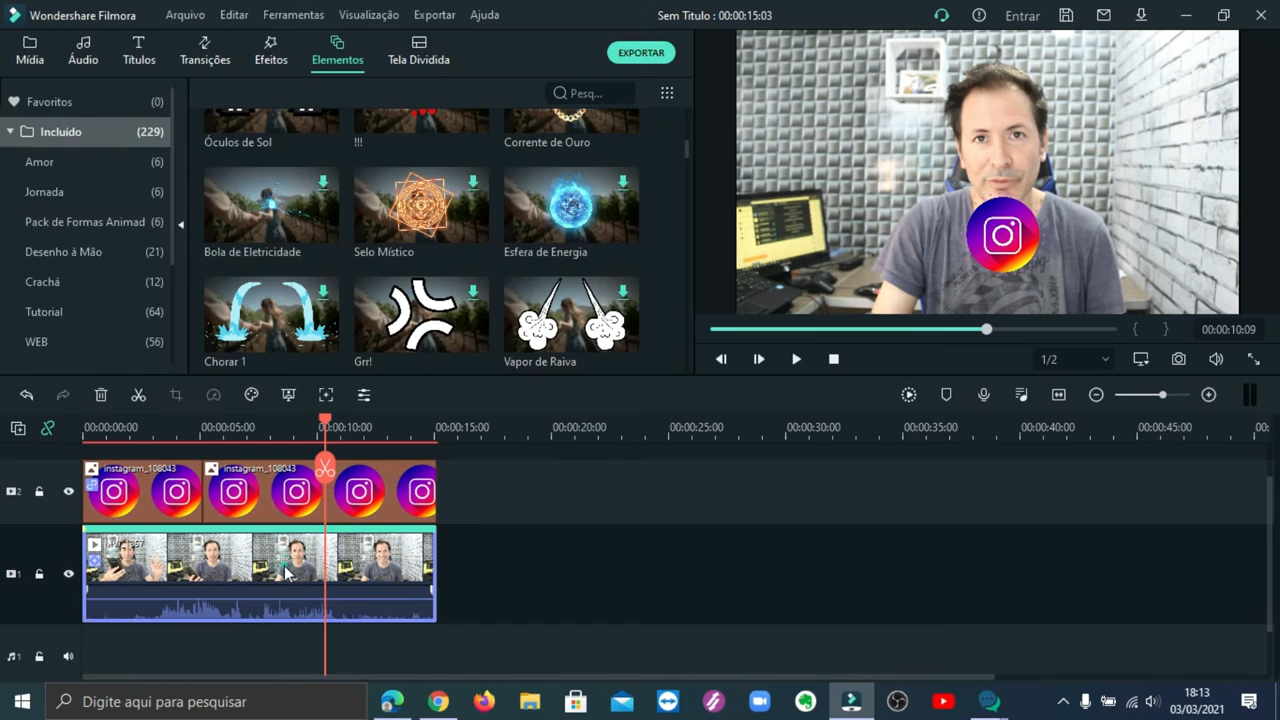 Wondershare Filmora
Arquivo Editar Ferramentas Visualização Exportar Ajuda
Sem Titulo : 00:00:15:03
Entrar
Mídia Áudio Títulos Transições Efeitos Elementos Tela Dividida
EXPORTAR
Favoritos (0)
Incluído (229)
Amor (6)
Jornada (6)
Pack de Formas Animad (6)
Desenho à Mão (21)
Crachá (12)
Tutorial (64)
WEB (56)
Pesq...
Óculos de Sol !!! Corrente de Ouro
Bola de Eletricidade Selo Místico Esfera de Energia
Chorar 1 Grr! Vapor de Raiva
00:00:10:09
1/2
00:00:00:00 00:00:05:00 00:00:10:00 00:00:15:00 00:00:20:00 00:00:25:00 00:00:30:00 00:00:35:00 00:00:40:00 00:00:45:00 00:
instagram_108043 instagram_108043
2
1
1
Digite aqui para pesquisar
18:13
03/03/2021